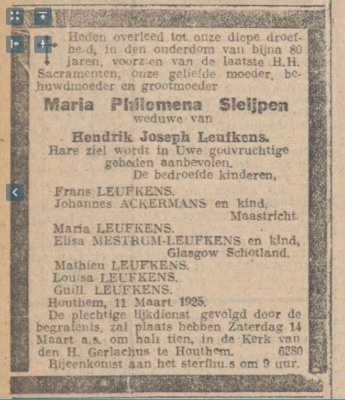 Heden overleed tot onze diepe droef-
heid, in den ouderdom van bijna 80
jaren, voorzien van de laatste H.H.
Sacramenten, onze geliefde moeder, be-
huwdmoeder en grootmoeder
Maria Philomena Sleijpen
weduwe van
Hendrik Joseph Leufkens.
Hare ziel wordt in Uwe godvruchtige
gebeden aanbevolen.
De bedroefde kinderen,
Frans LEUFKENS.
Johannes ACKERMANS en kind,
Maastricht.
Maria LEUFKENS.
Elisa MESTRUM-LEUFKENS en kind,
Glasgow Schotland.
Mathieu LEUFKENS.
Louisa LEUFKENS.
Guill. LEUFKENS.
Houthem, 11 Maart 1925.
De plechtige lijkdienst gevolgd door de
begrafenis, zal plaats hebben Zaterdag 14
Maart a.s. om half tien, in de Kerk van
den H. Gerlachus te Houthem. 6280
Bijeenkomst aan het sterfhuis om 9 uur.